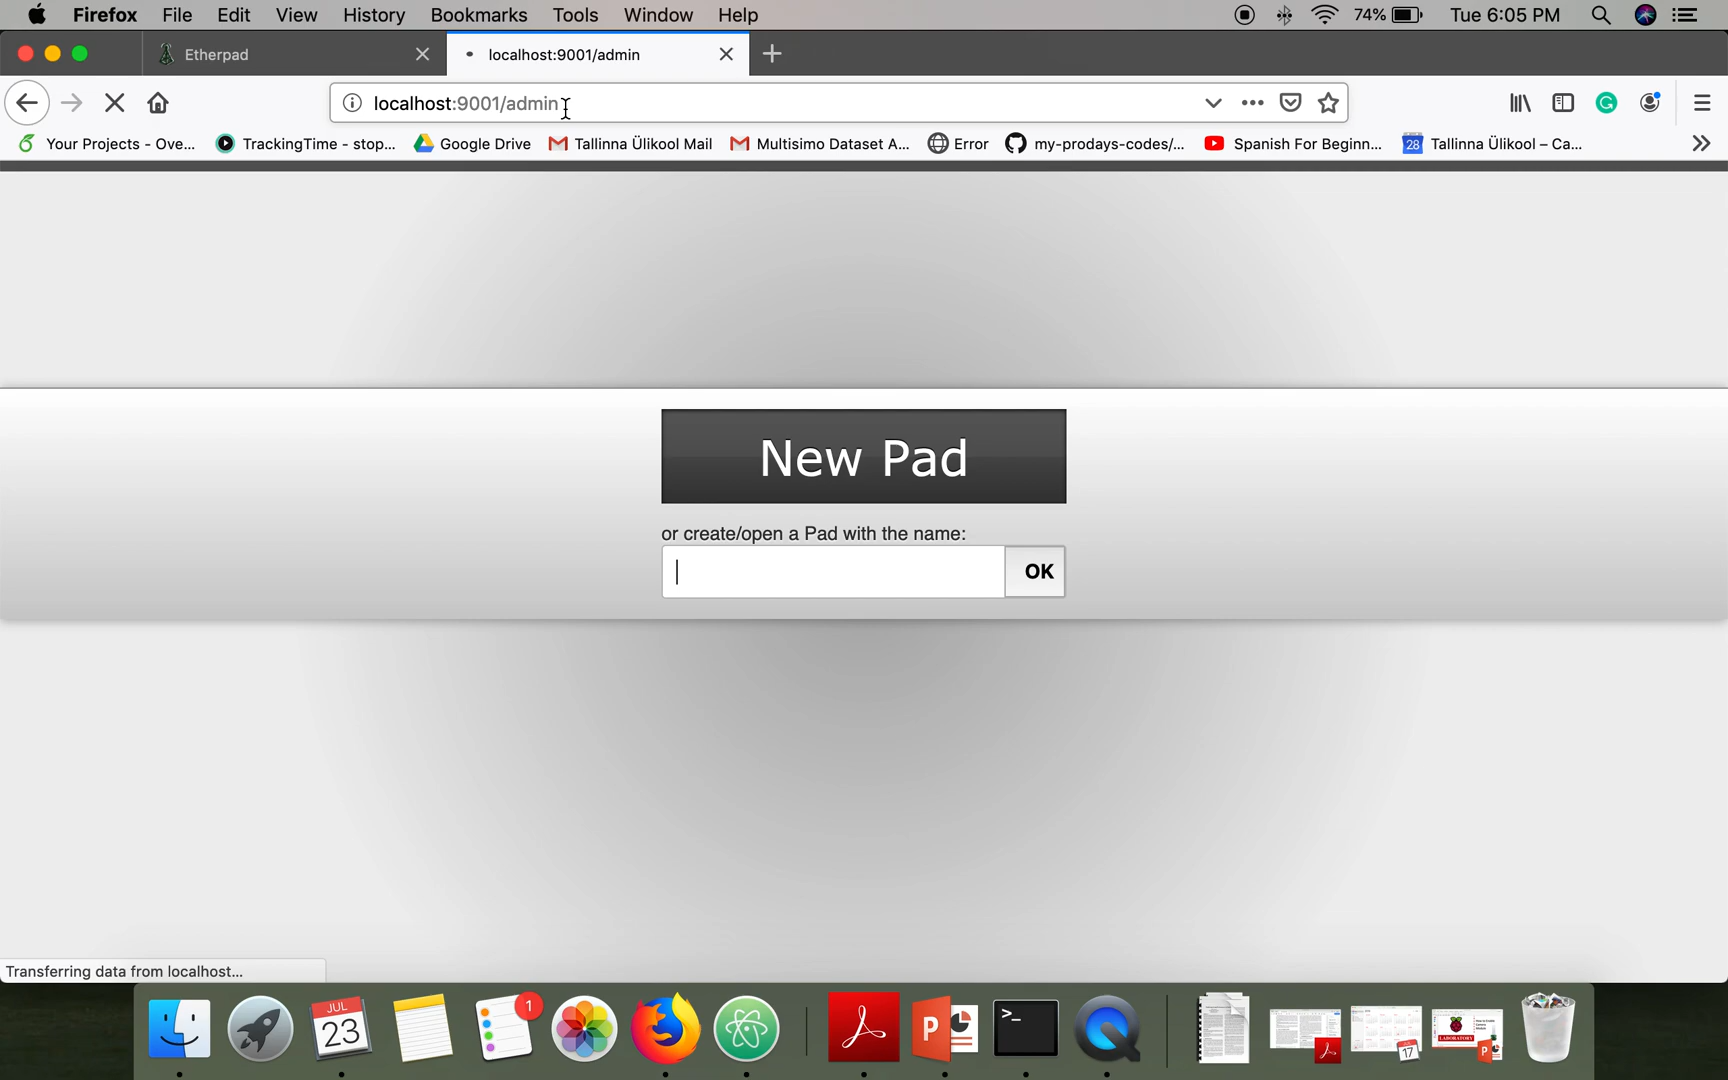 Firefox File Edit View History Bookmarks Tools Window Help 74% Tue 6:05 PM
Etherpad localhost:9001/admin
localhost:9001/admin
Your Projects - Ove... TrackingTime - stop... Google Drive Tallinna Ülikool Mail Multisimo Dataset A... Error my-prodays-codes/... Spanish For Beginn... 28 Tallinna Ülikool – Ca...
New Pad
or create/open a Pad with the name:
OK
Transferring data from localhost...
JUL
23
1
P
>_
17
LABORATORY
P